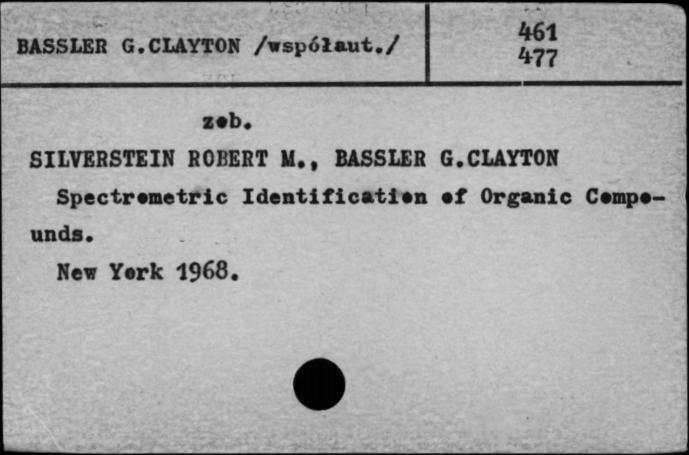 BASSLER G.CLAYTON /współaut./
461
477
zob.
SILVERSTEIN ROBERT M., BASSLER G.CLAYTON
Spectrometric Identification of Organic Compo-
unds.
New York 1968.